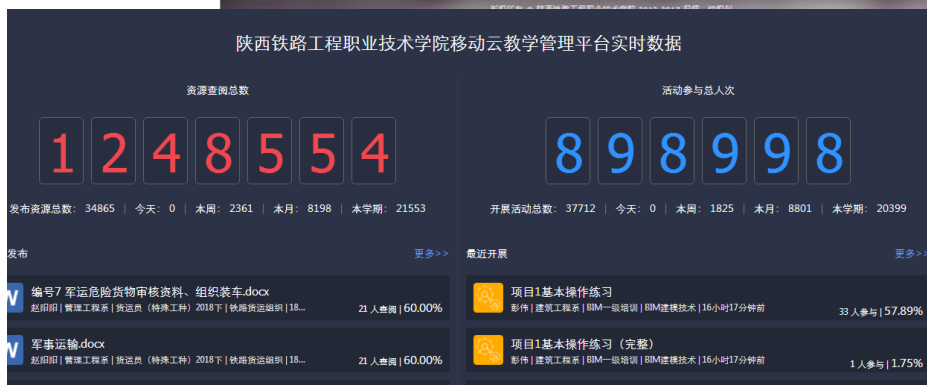 陕西铁路工程职业技术学院移动云教学管理平台实时数据
资源查阅总数
1248554
发布资源总数： 34865 | 今天： 0 | 本周： 2361 | 本月： 8198 | 本学期： 21553
活动参与总人次
898998
开展活动总数： 37712 | 今天： 0 | 本周： 1825 | 本月： 8801 | 本学期： 20399
发布
更多>>
编号7 军运危险货物审核资料、组织装车.docx
赵阳阳 | 管理工程系 | 货运员（特殊工种）2018下 | 铁路货运组织 | 18...
21 人查阅 | 60.00%
军事运输.docx
赵阳阳 | 管理工程系 | 货运员（特殊工种）2018下 | 铁路货运组织 | 18...
21 人查阅 | 60.00%
最近开展
更多>>
项目1基本操作练习
彭伟 | 建筑工程系 | BIM一级培训 | BIM建模技术 | 16小时17分钟前
33 人参与 | 57.89%
项目1基本操作练习（完整）
彭伟 | 建筑工程系 | BIM一级培训 | BIM建模技术 | 16小时17分钟前
1 人参与 | 1.75%